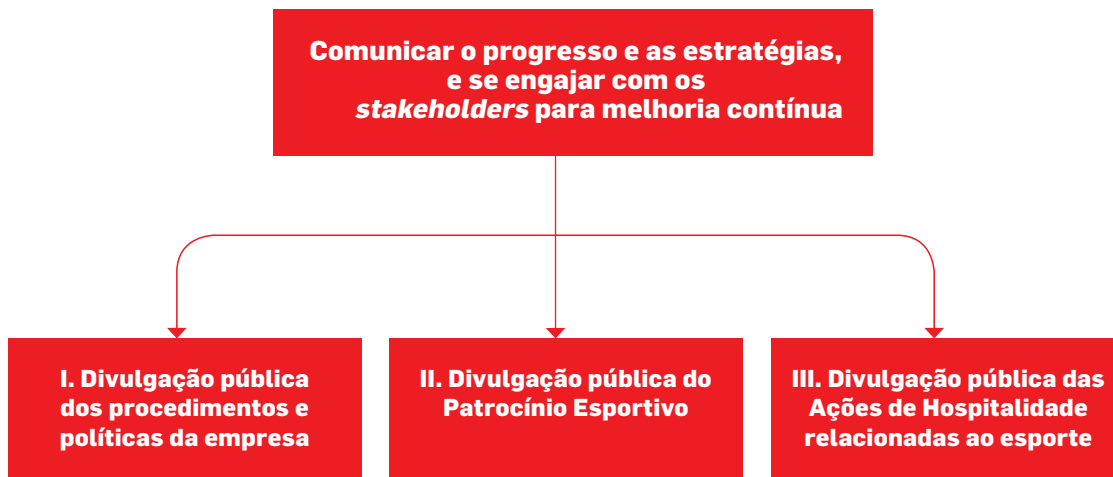 Comunicar o progresso e as estratégias,
e se engajar com os
stakeholders para melhoria contínua
I. Divulgação pública
dos procedimentos e
políticas da empresa
II. Divulgação pública do
Patrocínio Esportivo
III. Divulgação pública das
Ações de Hospitalidade
relacionadas ao esporte